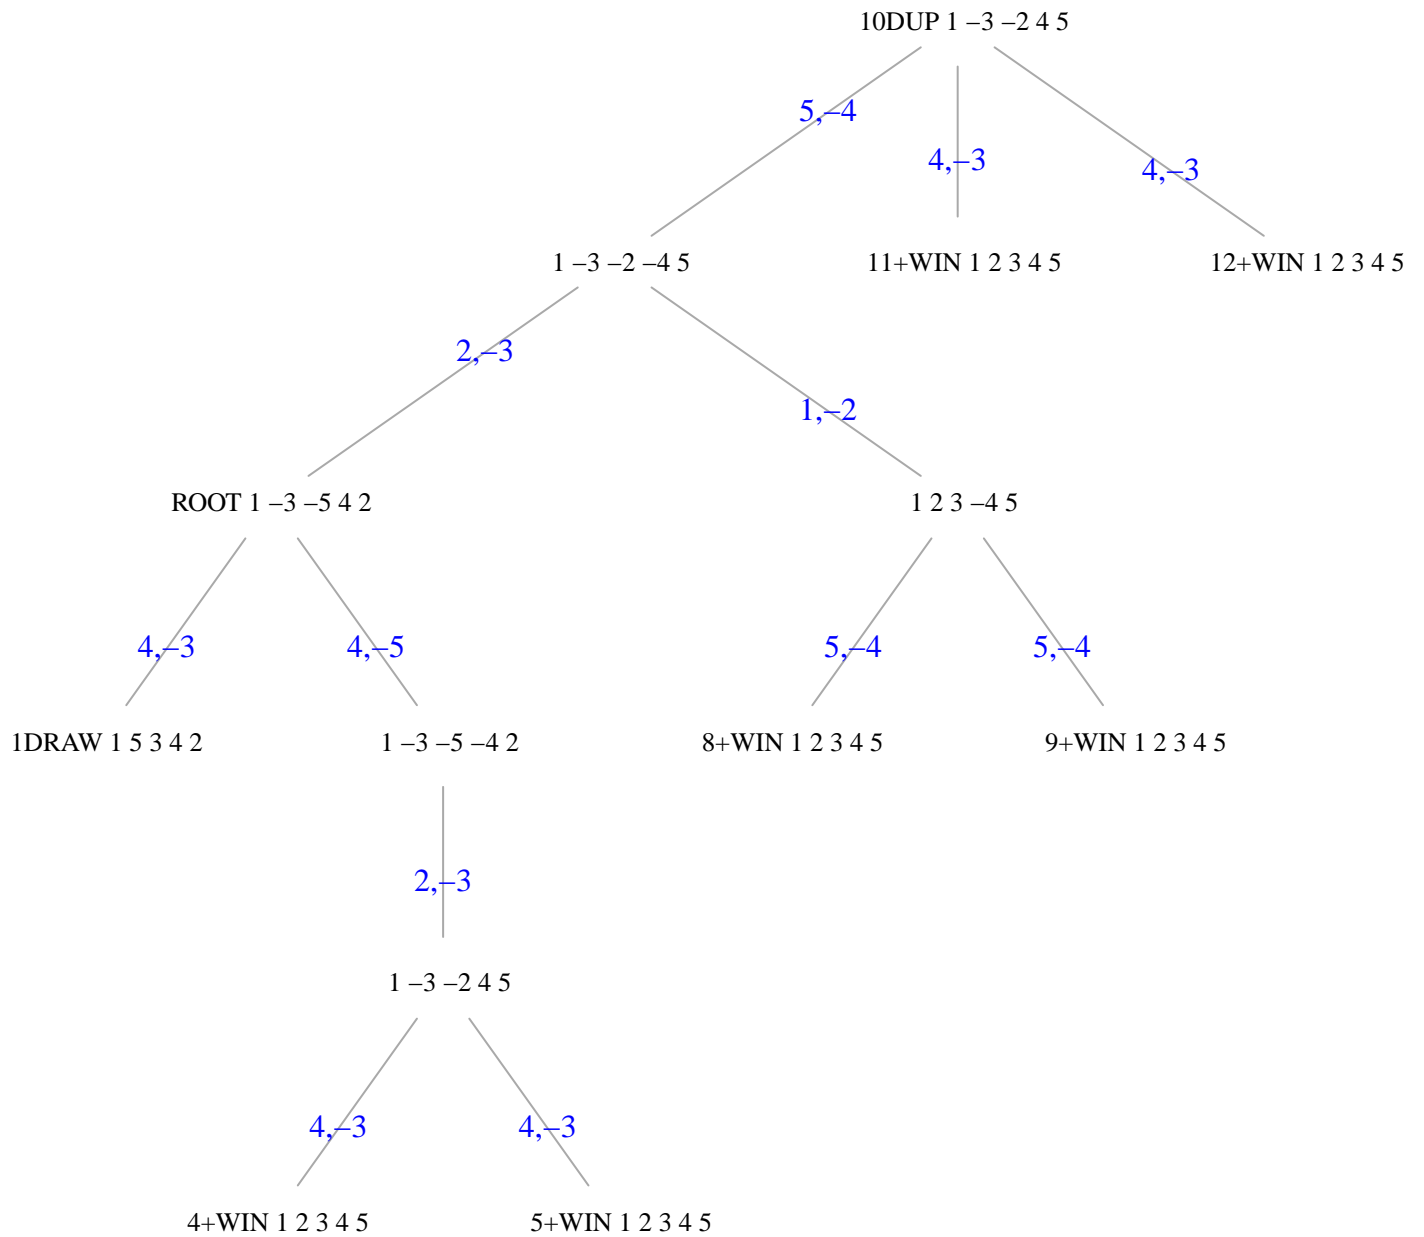 10DUP 1 –3 –2 4 5
5,–4
4,–3
4,–3
1 –3 –2 –4 5
11+WIN 1 2 3 4 5
12+WIN 1 2 3 4 5
2,–3
1,–2
ROOT 1 –3 –5 4 2
1 2 3 –4 5
4,–3
4,–5
5,–4
5,–4
1DRAW 1 5 3 4 2
1 –3 –5 –4 2
8+WIN 1 2 3 4 5
9+WIN 1 2 3 4 5
2,–3
1 –3 –2 4 5
4,–3
4,–3
4+WIN 1 2 3 4 5
5+WIN 1 2 3 4 5